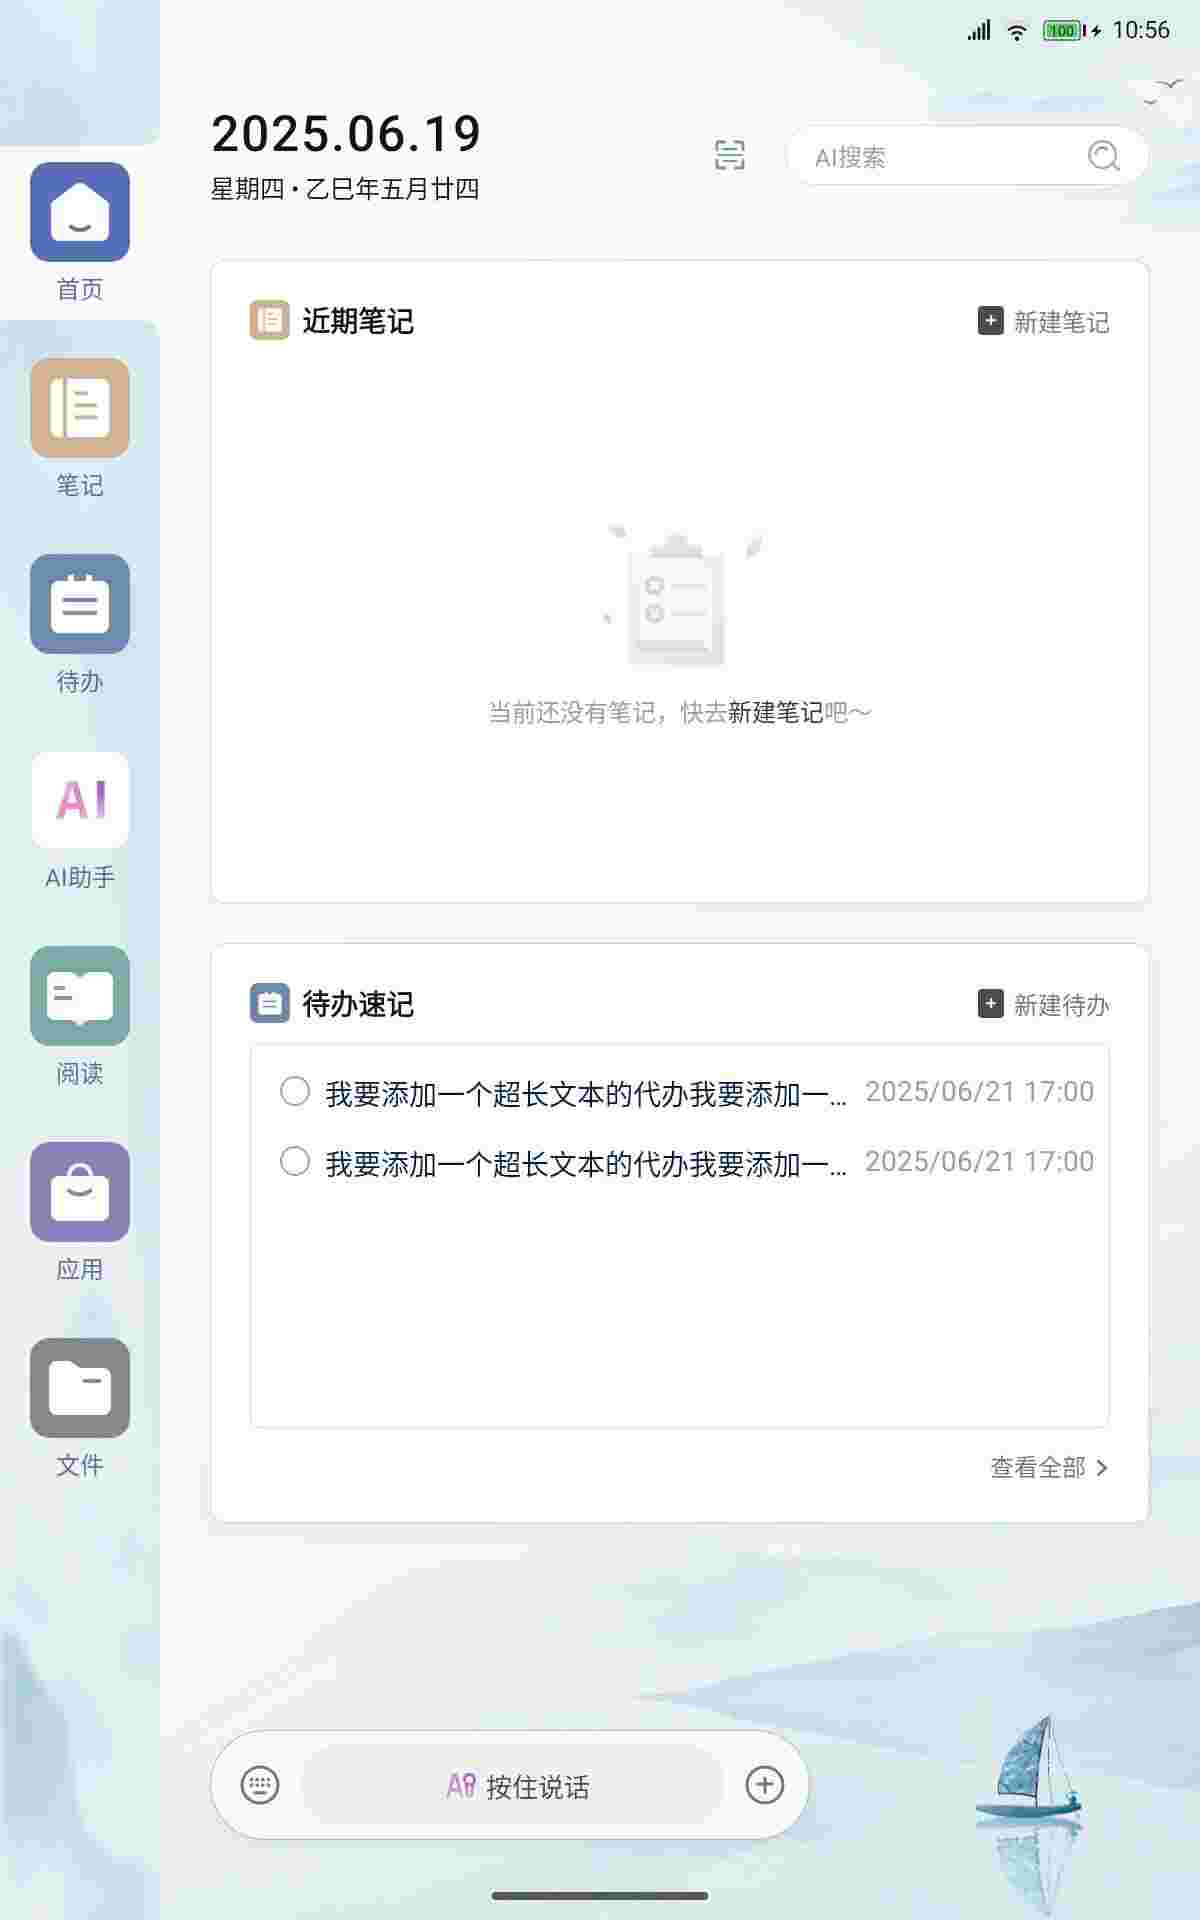 100 10:56
2025.06.19
星期四·乙巳年五月廿四
AI搜索
首页
笔记
待办
AI
AI助手
阅读
应用
文件
近期笔记
新建笔记
当前还没有笔记，快去新建笔记吧～
待办速记
新建待办
我要添加一个超长文本的代办我要添加一... 2025/06/21 17:00
我要添加一个超长文本的代办我要添加一... 2025/06/21 17:00
查看全部
AI 按住说话